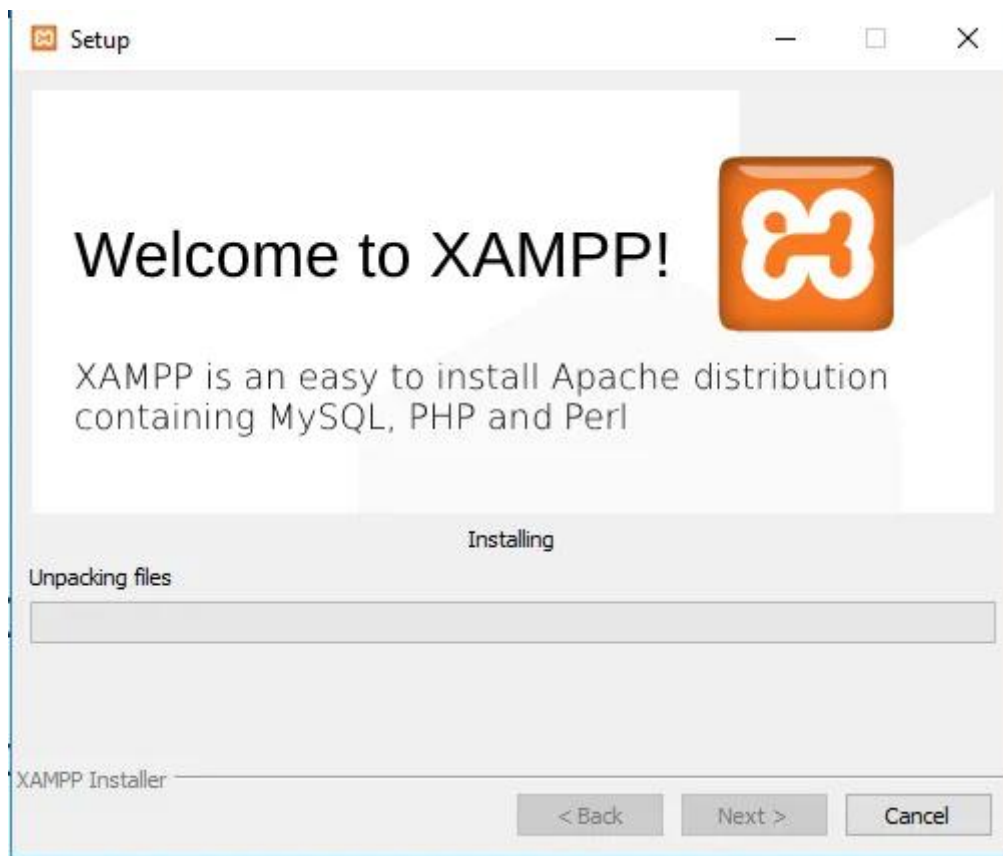 Setup
Welcome to XAMPP!
XAMPP is an easy to install Apache distribution
containing MySQL, PHP and Perl
Installing
Unpacking files
XAMPP Installer
< Back
Next >
Cancel